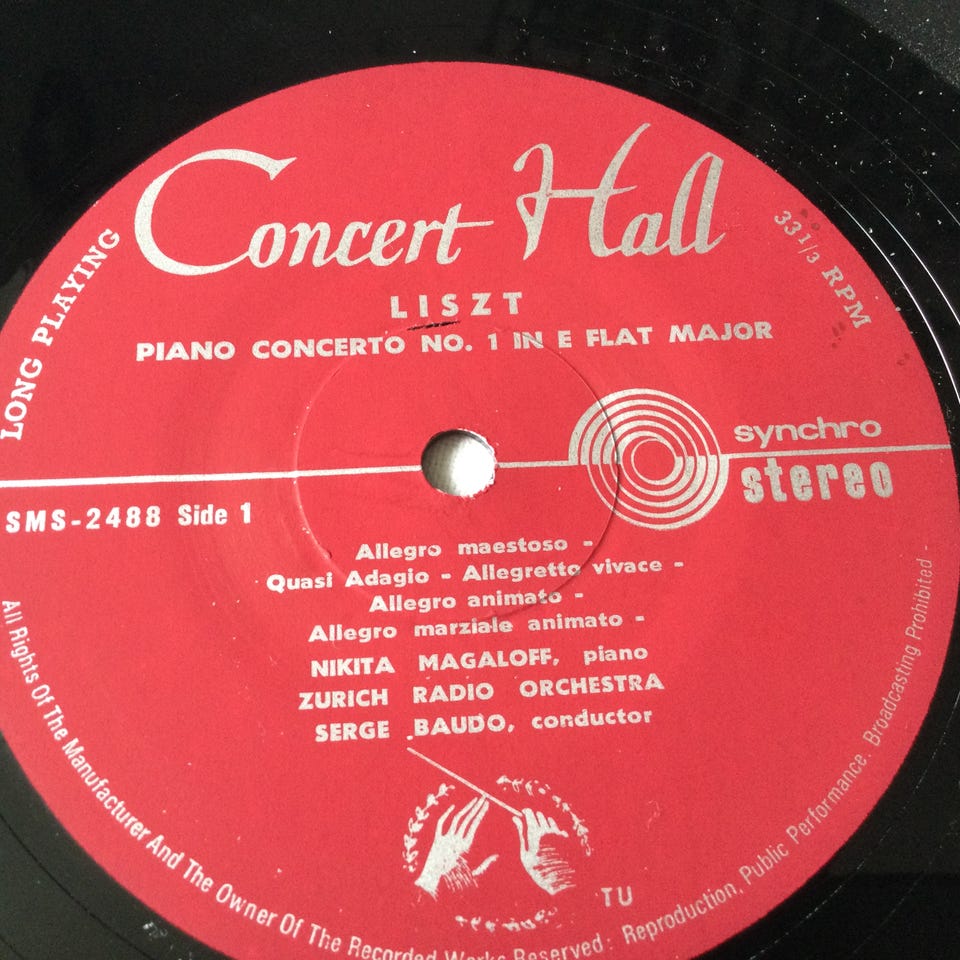 Concert Hall
LONG PLAYING
33 1/3 RPM
LISZT
PIANO CONCERTO NO. 1 IN E FLAT MAJOR
synchro
stereo
SMS-2488 Side 1
Allegro maestoso -
Quasi Adagio - Allegretto vivace -
Allegro animato -
Allegro marziale animato -
NIKITA MAGALOFF, piano
ZURICH RADIO ORCHESTRA
SERGE BAUDO, conductor
TU
All Rights Of The Manufacturer And The Owner Of The Recorded Works Reserved: Reproduction, Public Performance. Broadcasting Prohibited -